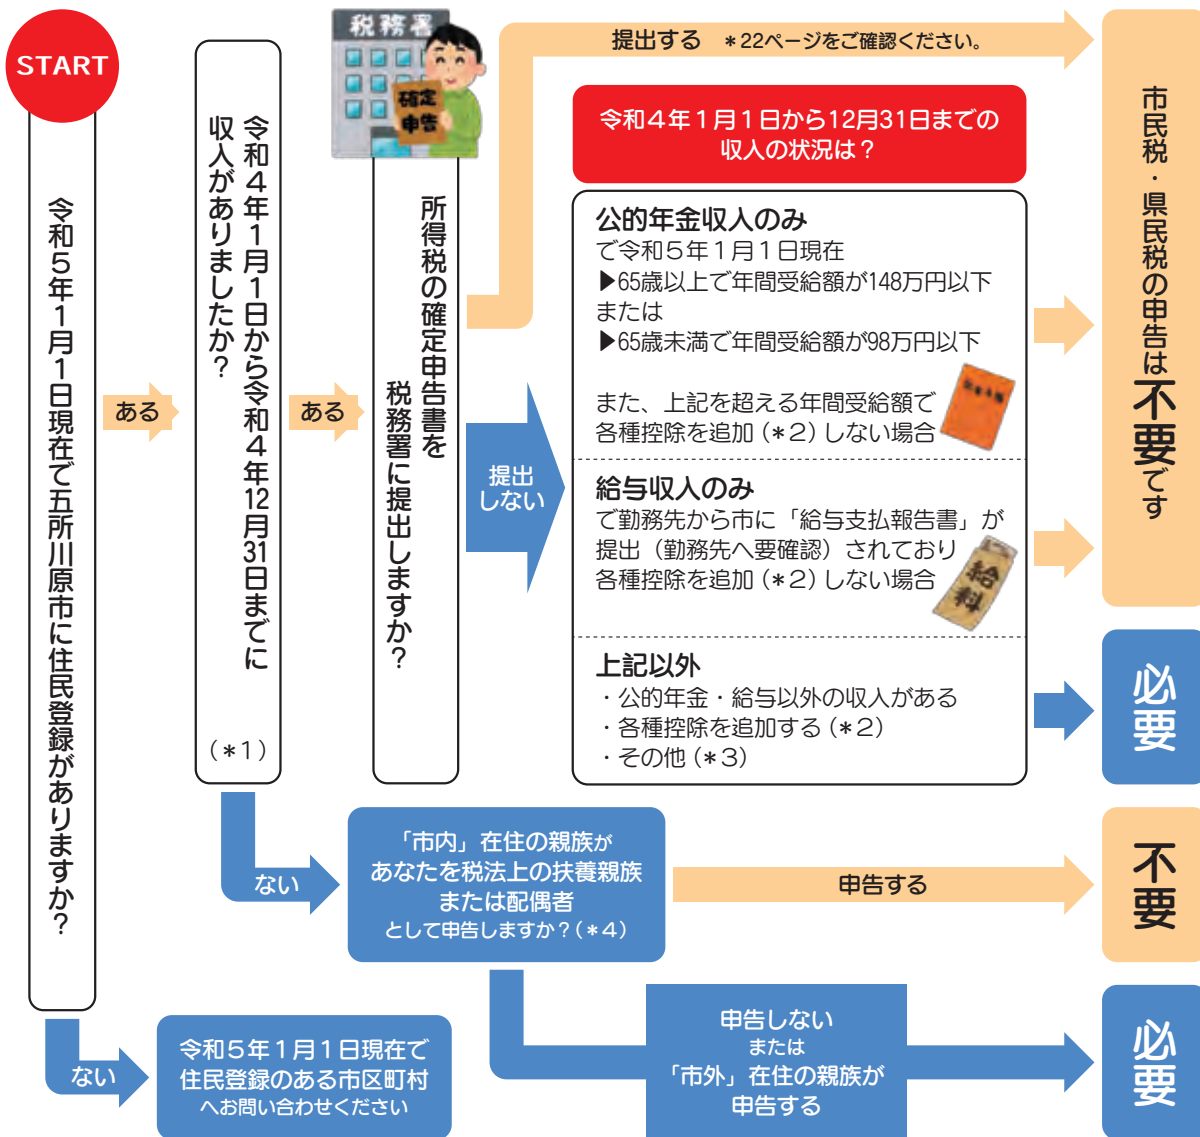 START
令和５年１月１日現在で五所川原市に住民登録がありますか？
ある
ない
令和５年１月１日現在で
住民登録のある市区町村
へお問い合わせください
令和４年１月１日から令和４年12月31日までに
収入がありましたか？
(＊１)
ある
ない
税務署
確定
申告
所得税の確定申告書を
税務署に提出しますか？
提出する ＊22ページをご確認ください。
提出
しない
令和４年１月１日から12月31日までの
収入の状況は？
公的年金収入のみ
で令和５年１月１日現在
▶65歳以上で年間受給額が148万円以下
または
▶65歳未満で年間受給額が98万円以下
また、上記を超える年間受給額で
各種控除を追加（＊２）しない場合
給与収入のみ
で勤務先から市に「給与支払報告書」が
提出（勤務先へ要確認）されており
各種控除を追加（＊２）しない場合
給料
上記以外
・公的年金・給与以外の収入がある
・各種控除を追加する（＊２）
・その他（＊３）
市民税・県民税の申告は不要です
必要
「市内」在住の親族が
あなたを税法上の扶養親族
または配偶者
として申告しますか？（＊４）
申告する
不要
申告しない
または
「市外」在住の親族が
申告する
必要